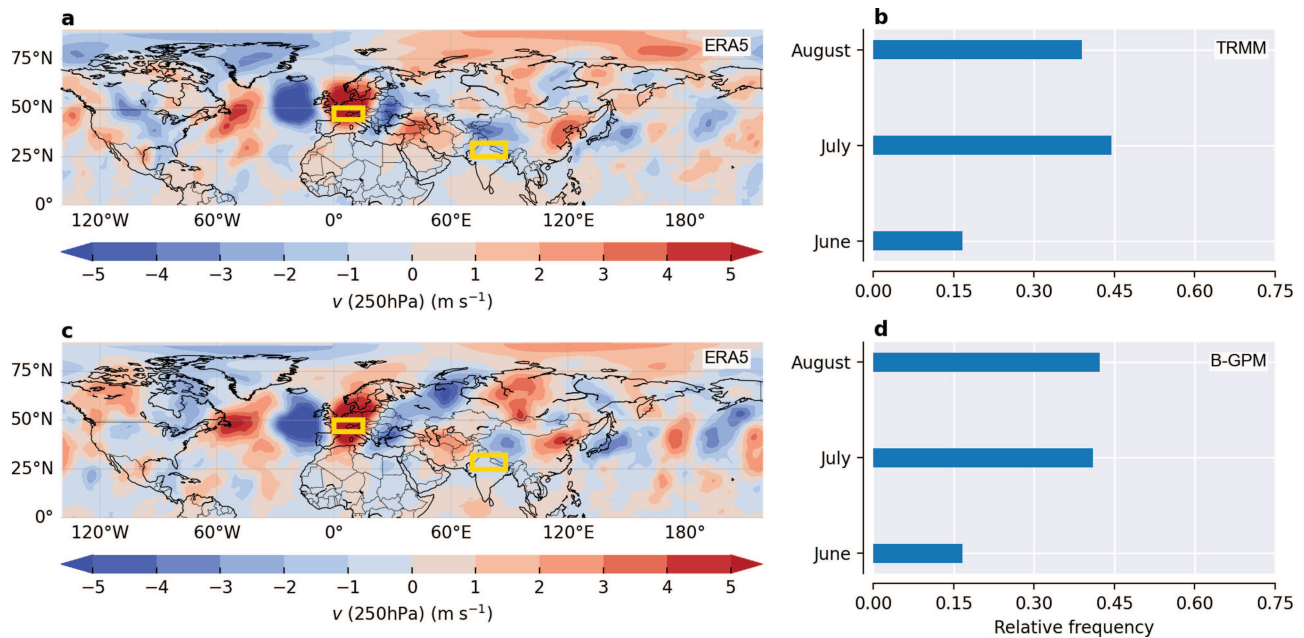 a
ERA5
75°N
50°N
25°N
0°
120°W 60°W 0° 60°E 120°E 180°
−5 −4 −3 −2 −1 0 1 2 3 4 5
v (250hPa) (m s⁻¹)
b
TRMM
August
July
June
0.00 0.15 0.30 0.45 0.60 0.75
c
ERA5
75°N
50°N
25°N
0°
120°W 60°W 0° 60°E 120°E 180°
−5 −4 −3 −2 −1 0 1 2 3 4 5
v (250hPa) (m s⁻¹)
d
B-GPM
August
July
June
0.00 0.15 0.30 0.45 0.60 0.75
Relative frequency